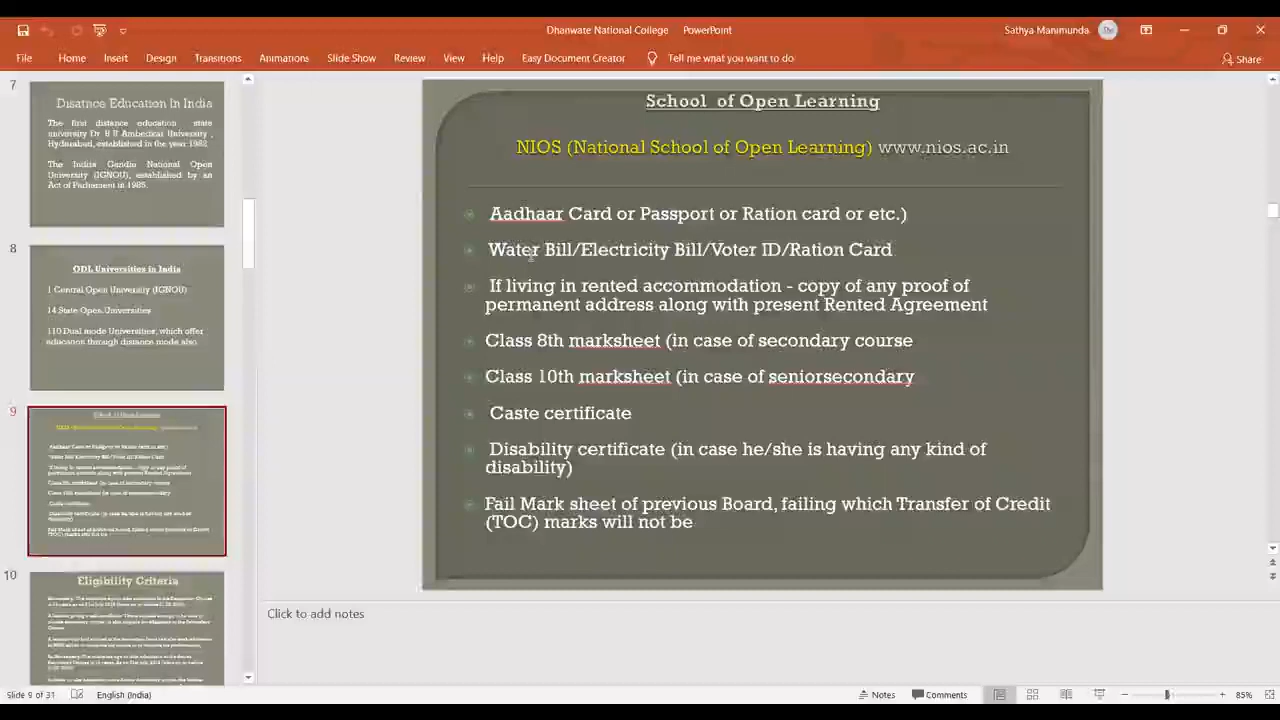 Dhanwate National College PowerPoint
Sathya Manimunda
File Home Insert Design Transitions Animations Slide Show Review View Help Easy Document Creator Tell me what you want to do Share
7
Disatnce Education in India
The first distance education state
university Dr B R Ambedkar University ,
Hyderabad, established in the year 1982
The Indira Gandhi National Open
University (IGNOU), established by an
Act of Parliament in 1985.
8
ODL Universities in India
1 Central Open University (IGNOU)
14 State Open Universities
110 Dual mode Universities, which offer
education through distance mode also
9
10
Eligibility Criteria
School of Open Learning
NIOS (National School of Open Learning) www.nios.ac.in
Aadhaar Card or Passport or Ration card or etc.)
Water Bill/Electricity Bill/Voter ID/Ration Card
If living in rented accommodation - copy of any proof of
permanent address along with present Rented Agreement
Class 8th marksheet (in case of secondary course
Class 10th marksheet (in case of seniorsecondary
Caste certificate
Disability certificate (in case he/she is having any kind of
disability)
Fail Mark sheet of previous Board, failing which Transfer of Credit
(TOC) marks will not be
Click to add notes
Slide 9 of 31 English (India) Notes Comments 85%